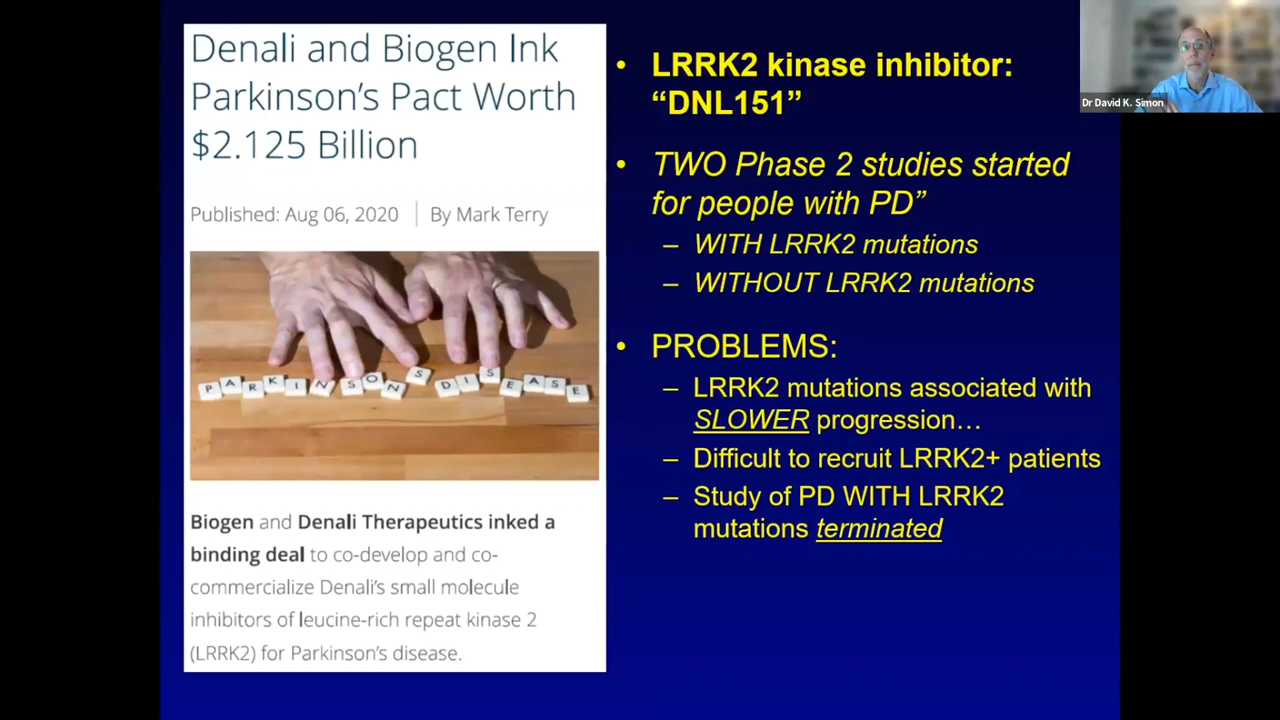 Denali and Biogen Ink
Parkinson's Pact Worth
$2.125 Billion
Published: Aug 06, 2020 | By Mark Terry
PARKINSONS DISEASE
Biogen and Denali Therapeutics inked a
binding deal to co-develop and co-
commercialize Denali's small molecule
inhibitors of leucine-rich repeat kinase 2
(LRRK2) for Parkinson's disease.
• LRRK2 kinase inhibitor:
“DNL151”
• TWO Phase 2 studies started
for people with PD”
– WITH LRRK2 mutations
– WITHOUT LRRK2 mutations
• PROBLEMS:
– LRRK2 mutations associated with
SLOWER progression…
– Difficult to recruit LRRK2+ patients
– Study of PD WITH LRRK2
mutations terminated
Dr David K. Simon